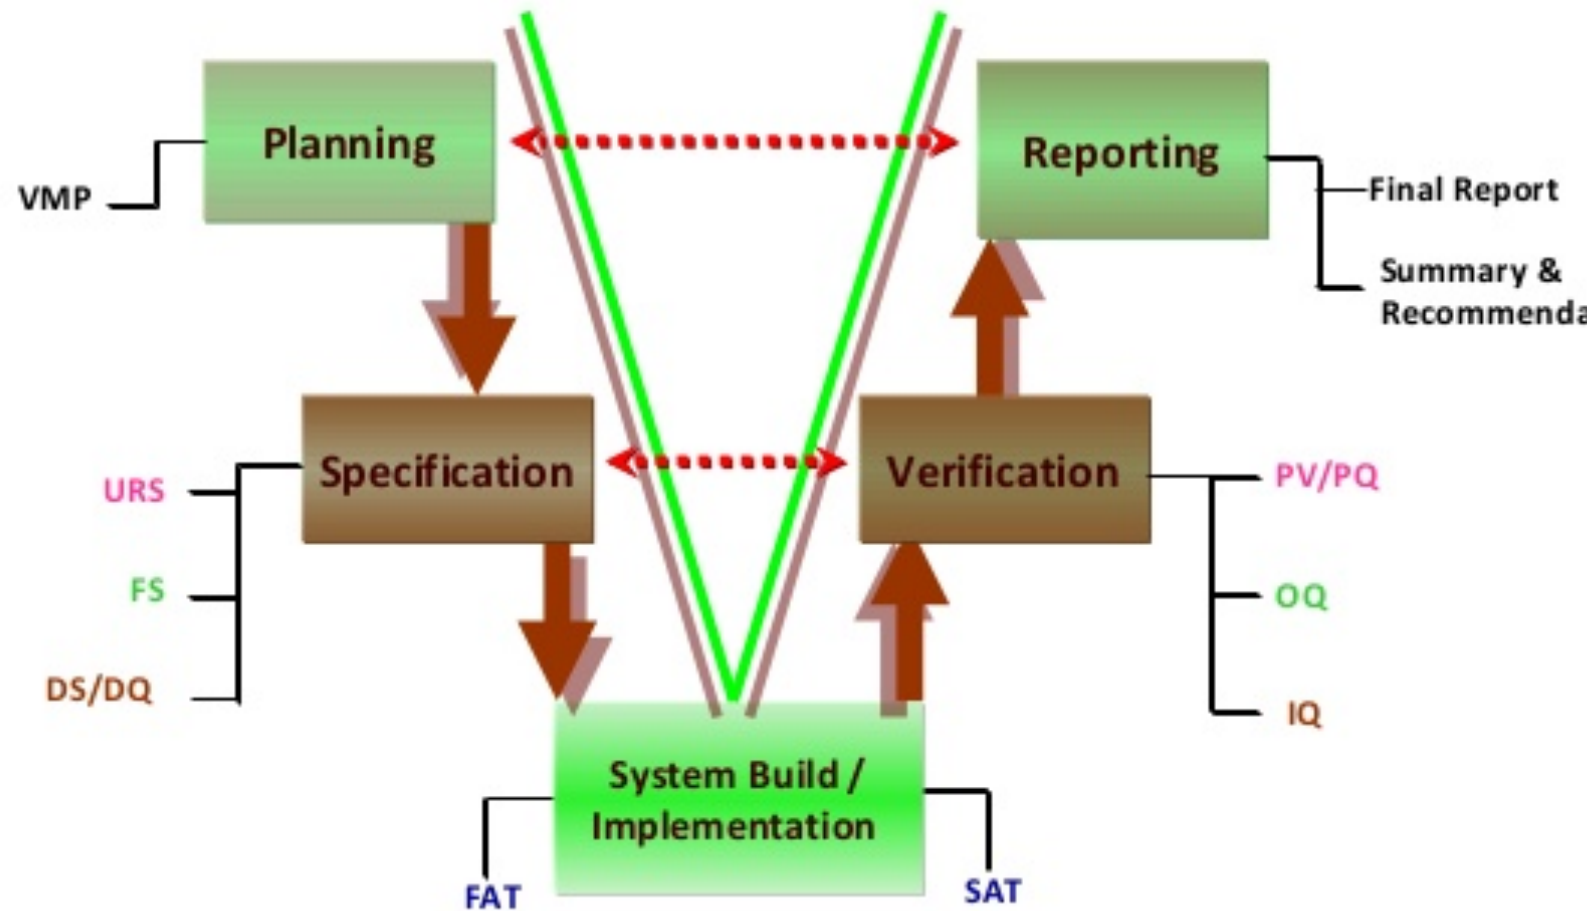 Planning
Reporting
VMP
Final Report
Summary &
Specification
Verification
URS
PV/PQ
FS
OQ
DS/DQ
IQ
System Build /
Implementation
FAT
SAT